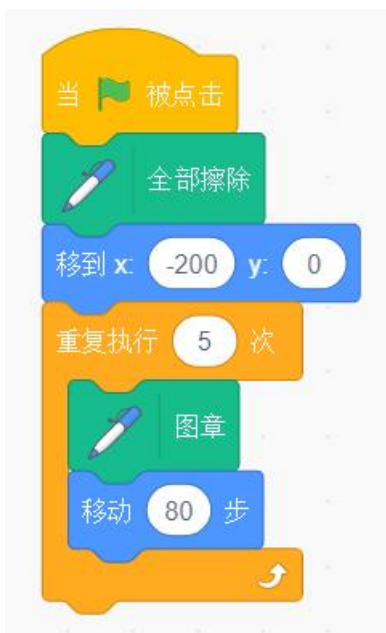 当 被点击
全部擦除
移到 x: -200 y: 0
重复执行 5 次
图章
移动 80 步